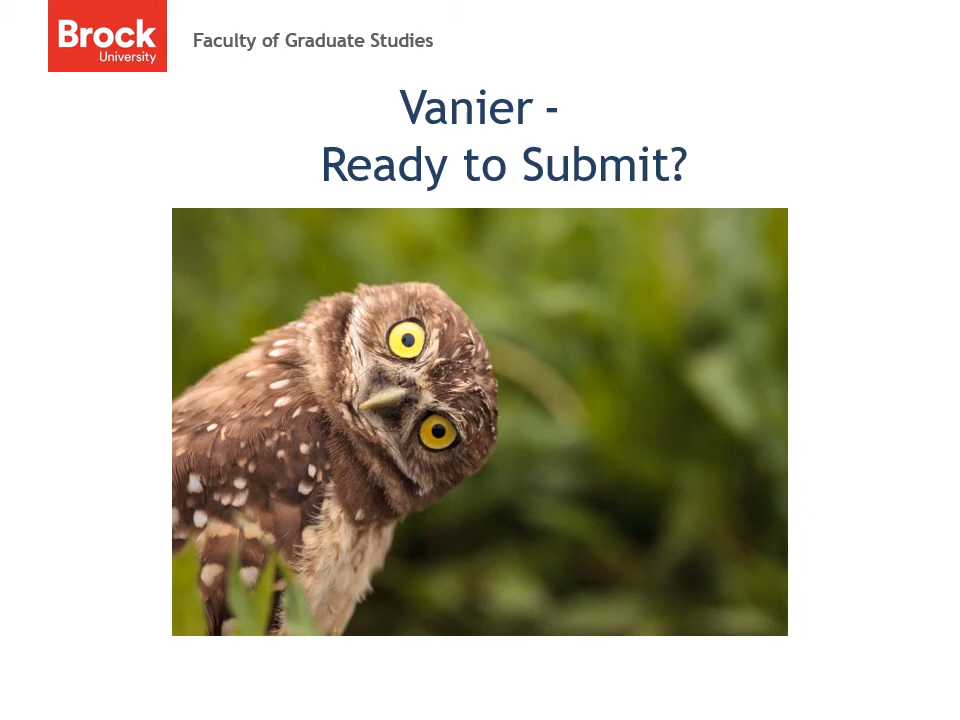 Brock
University
Faculty of Graduate Studies
Vanier -
Ready to Submit?